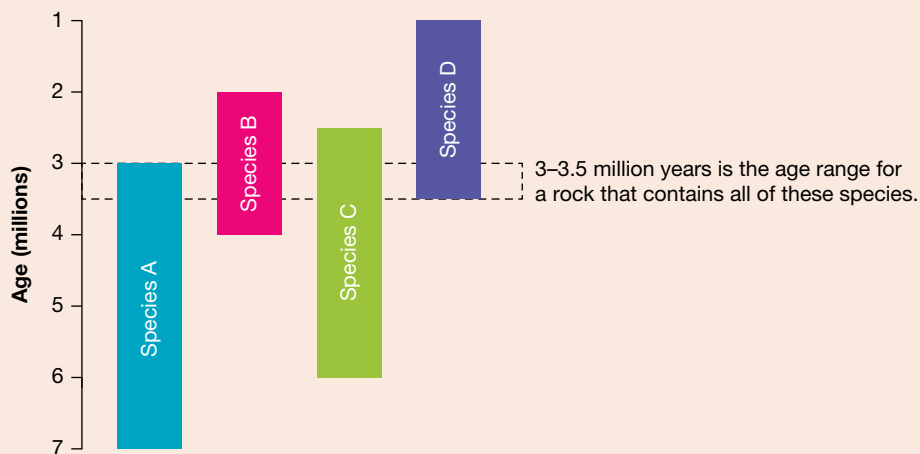 Age (millions)
1
2
3
4
5
6
7
Species A
Species B
Species C
Species D
3–3.5 million years is the age range for
a rock that contains all of these species.